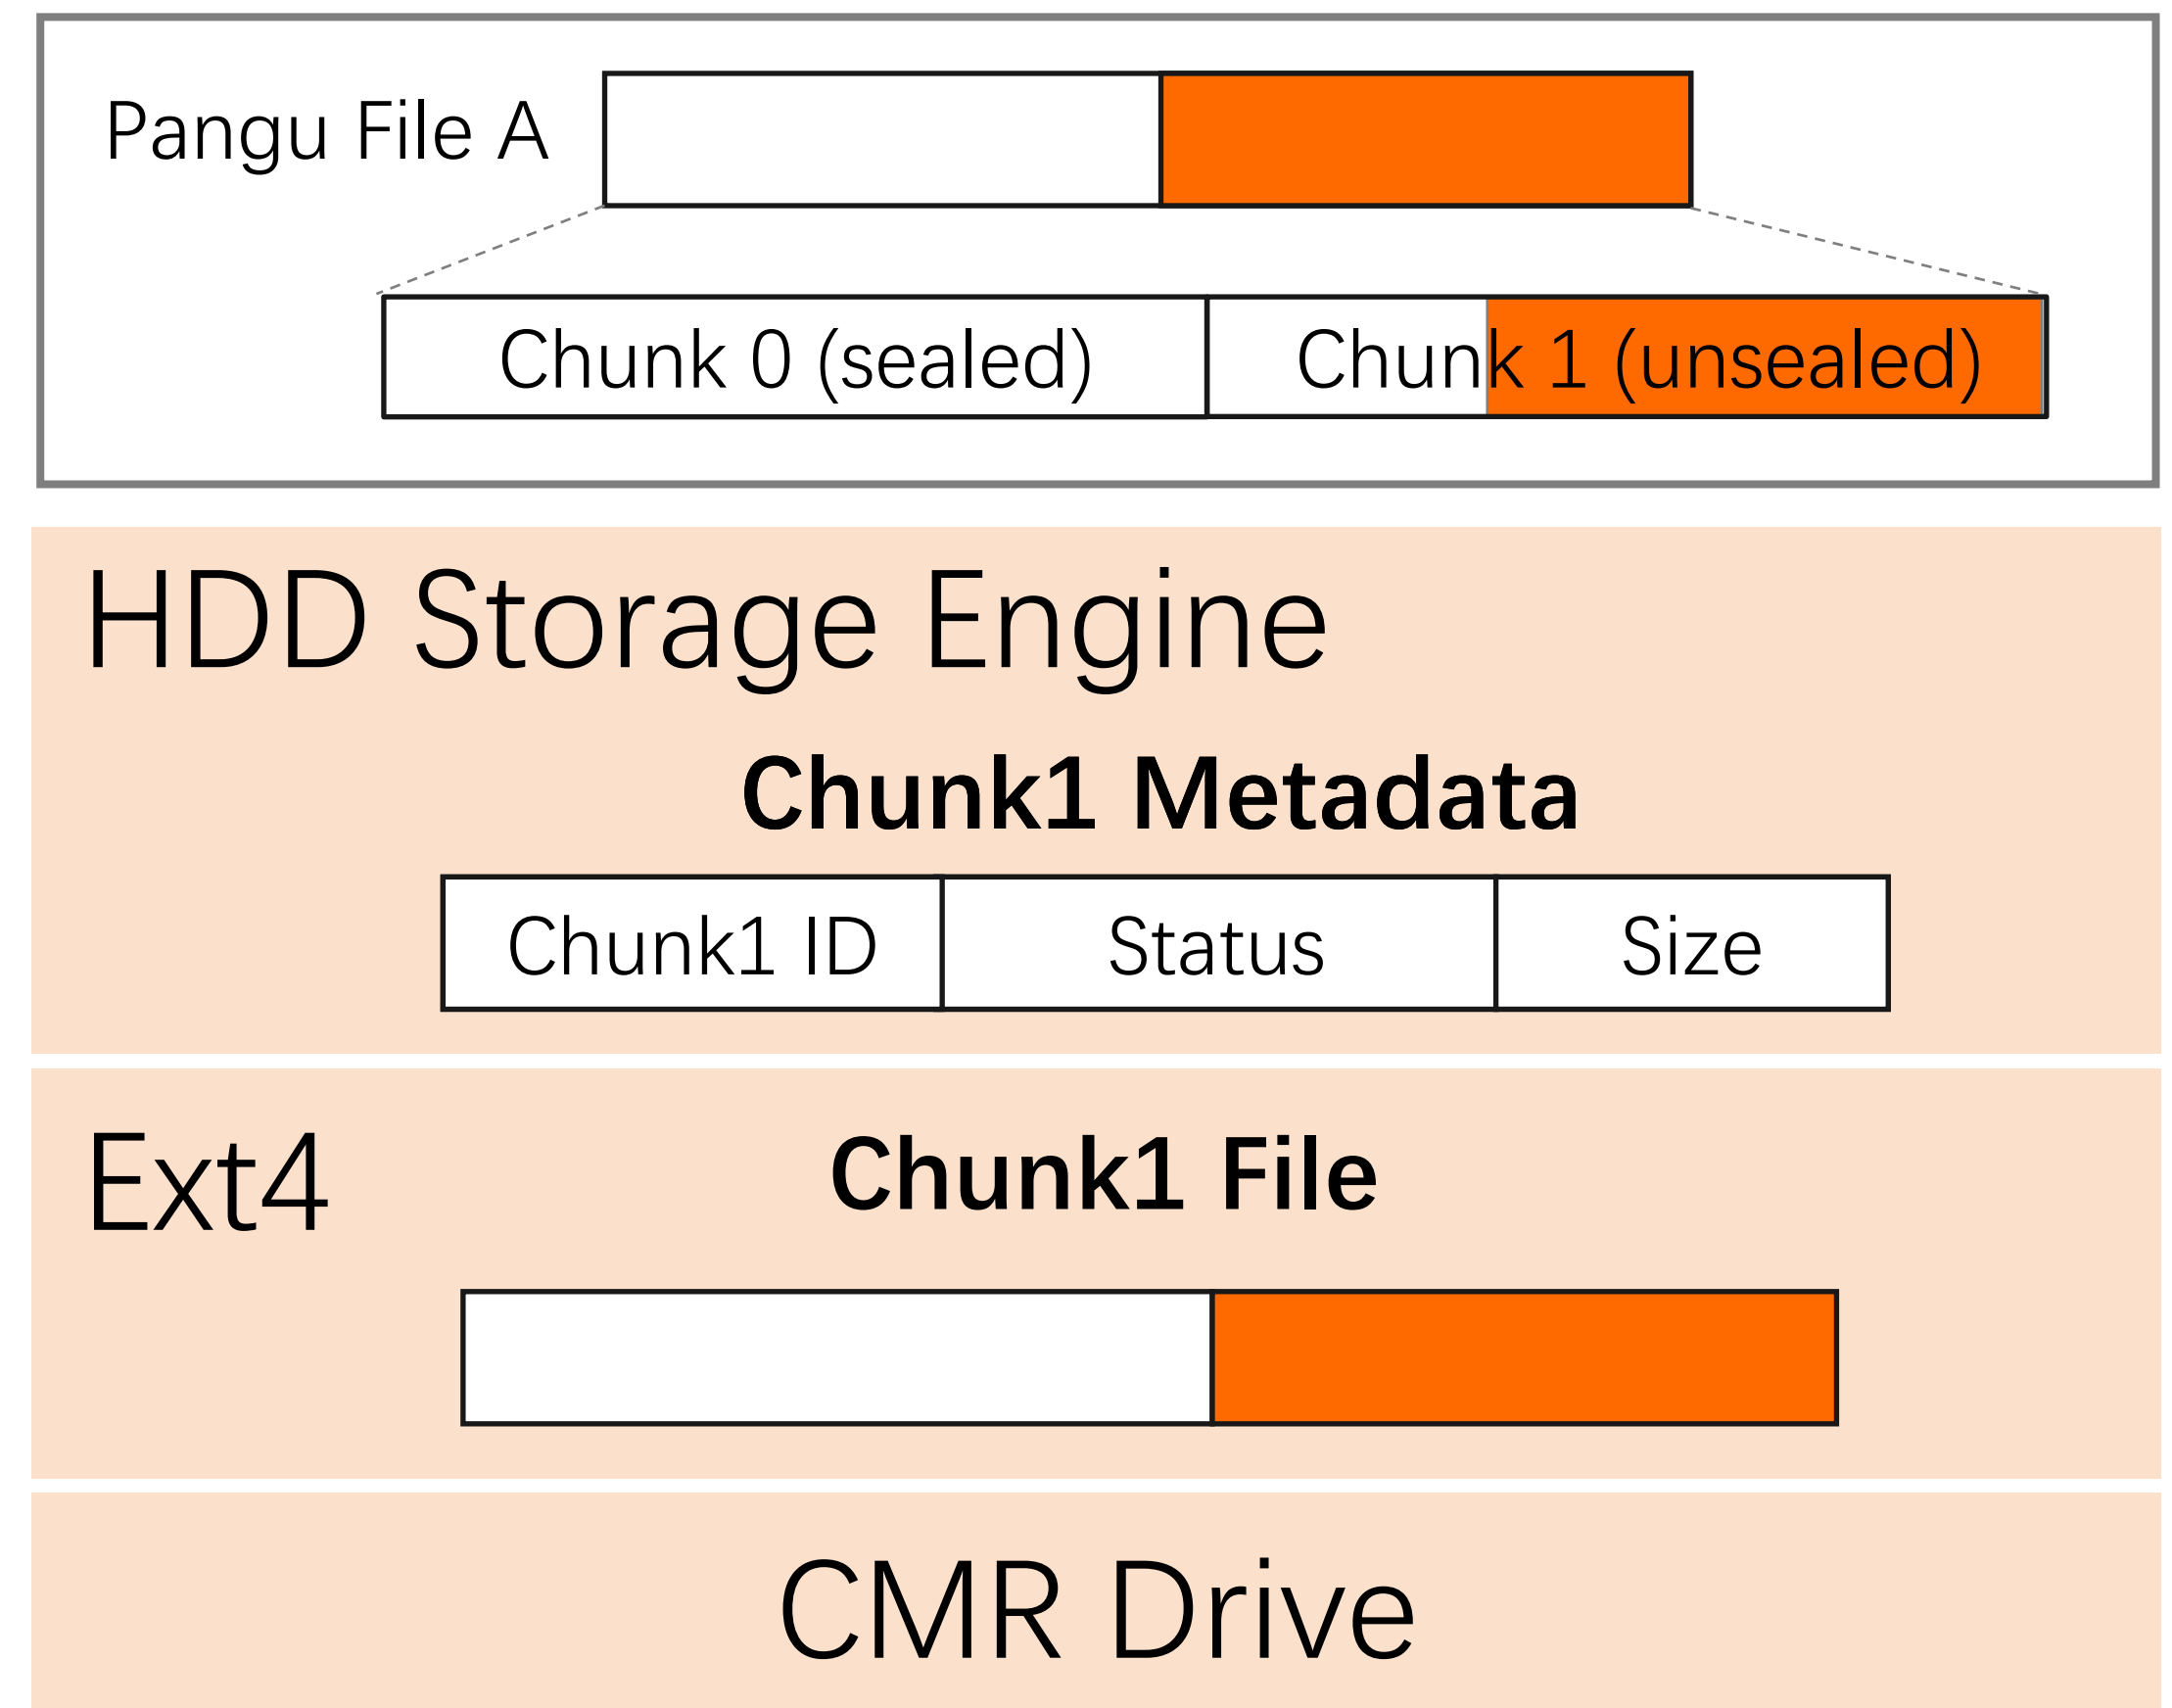 Pangu File A
Chunk 0 (sealed)
Chunk 1 (unsealed)
HDD Storage Engine
Chunk1 Metadata
Chunk1 ID
Status
Size
Ext4
Chunk1 File
CMR Drive